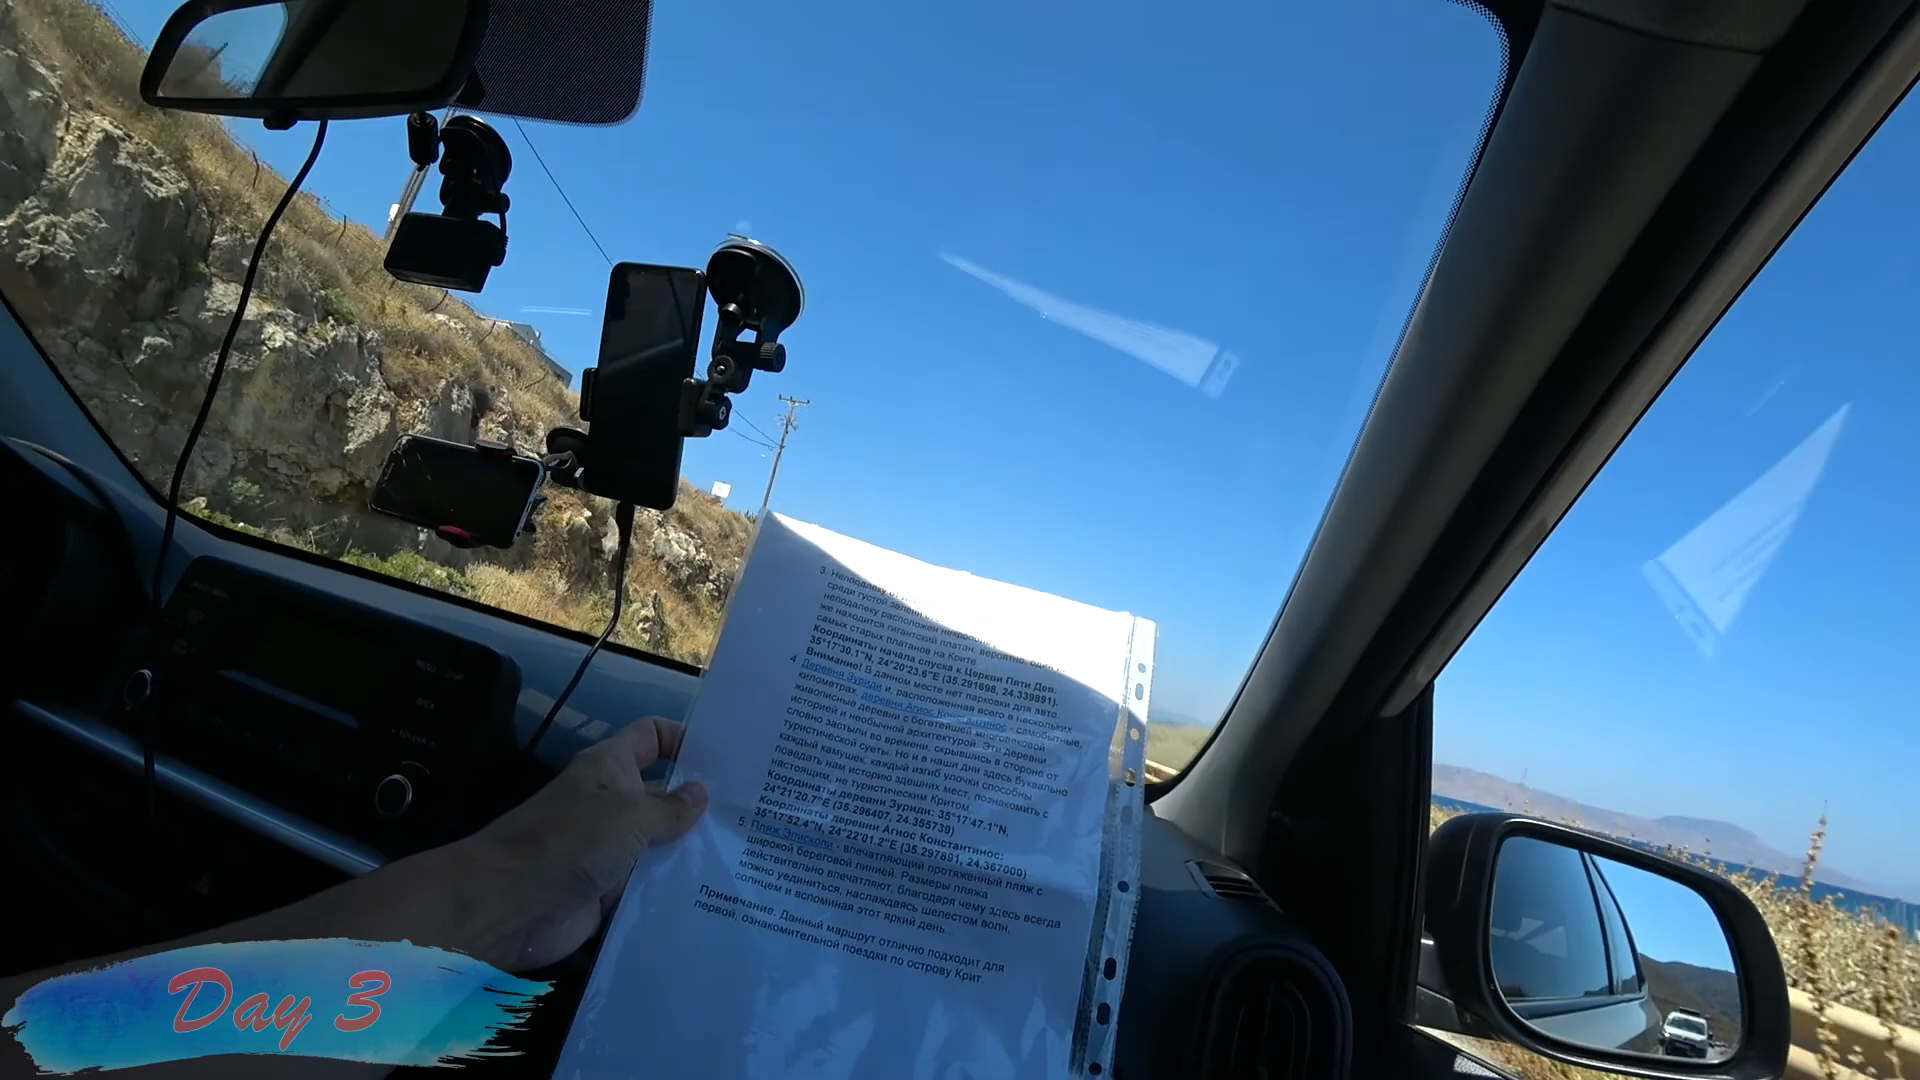 3. Неподалеку от
среди густой зелени
неподалеку расположен некрополь
же находится гигантский платан, вероятно, один из
самых старых платанов на Крите.
Координаты начала спуска к Церкви Пяти Дев:
35°17'30.1"N, 24°20'23.6"E (35.291698, 24.339891).
Внимание! В данном месте нет парковки для авто.
4. Деревня Зуриди и, расположенная всего в нескольких
километрах, деревня Агиос Константинос - самобытные,
живописные деревни с богатейшей многовековой
историей и необычной архитектурой. Эти деревни
словно застыли во времени, скрывшись в стороне от
туристической суеты. Но и в наши дни здесь буквально
каждый камушек, каждый изгиб улочки способны
поведать нам историю здешних мест, познакомить с
настоящим, не туристическим Критом.
Координаты деревни Зуриди: 35°17'47.1"N,
24°21'20.7"E (35.296407, 24.355739)
Координаты деревни Агиос Константинос:
35°17'52.4"N, 24°22'01.2"E (35.297891, 24.367000)
5. Пляж Эпископи - впечатляющий протяженный пляж с
широкой береговой линией. Размеры пляжа
действительно впечатляют, благодаря чему здесь всегда
можно уединиться, наслаждаясь шелестом волн,
солнцем и вспоминая этот яркий день...
Примечание. Данный маршрут отлично подходит для
первой, ознакомительной поездки по острову Крит.
Day 3